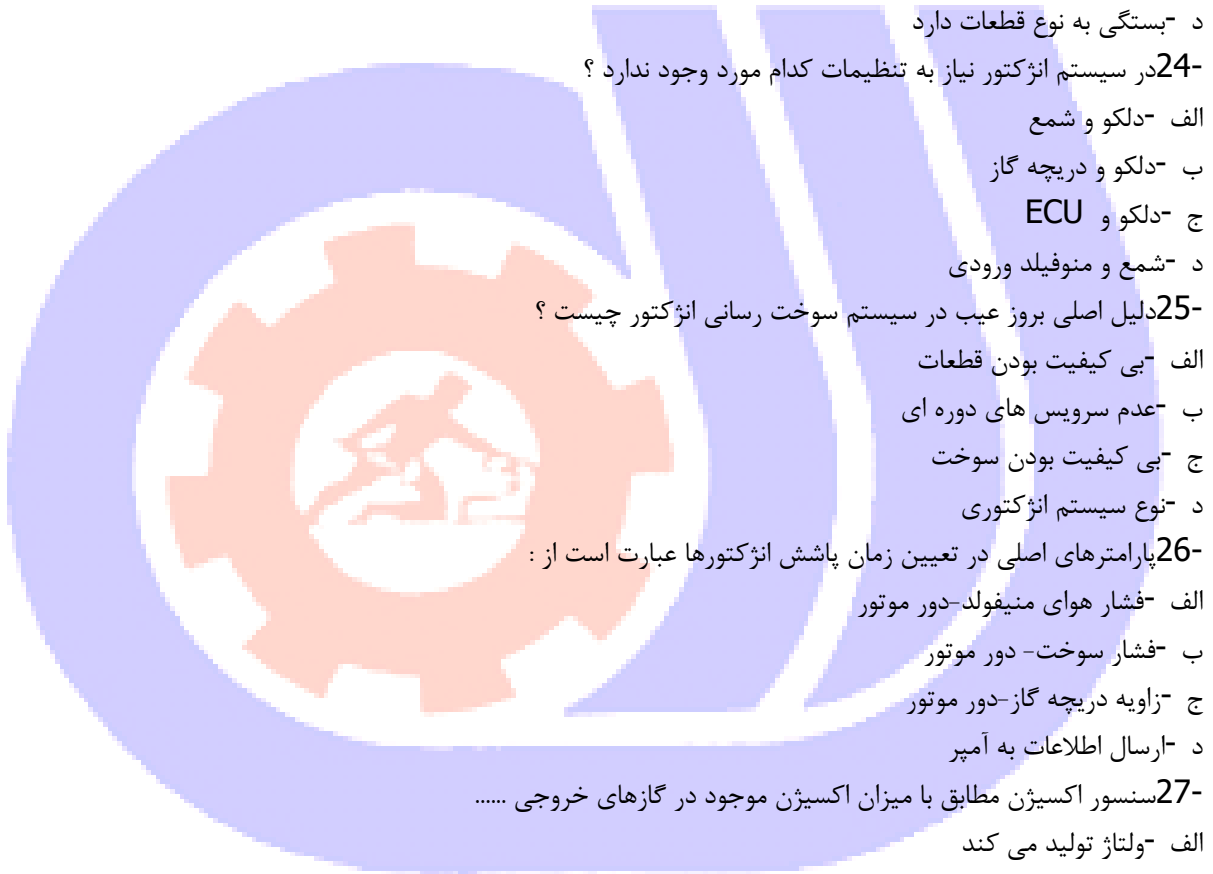 د -بستگی به نوع قطعات دارد
24-در سیستم انژکتور نیاز به تنظیمات کدام مورد وجود ندارد ؟
الف -دلکو و شمع
ب -دلکو و دریچه گاز
ج -دلکو و ECU
د -شمع و منوفیلد ورودی
25-دلیل اصلی بروز عیب در سیستم سوخت رسانی انژکتور چیست ؟
الف -بی کیفیت بودن قطعات
ب -عدم سرویس های دوره ای
ج -بی کیفیت بودن سوخت
د -نوع سیستم انژکتوری
26-پارامترهای اصلی در تعیین زمان پاشش انژکتورها عبارت است از :
الف -فشار هوای منیفولد-دور موتور
ب -فشار سوخت- دور موتور
ج -زاویه دریچه گاز-دور موتور
د -ارسال اطلاعات به آمپر
27-سنسور اکسیژن مطابق با میزان اکسیژن موجود در گازهای خروجی ......
الف -ولتاژ تولید می کند